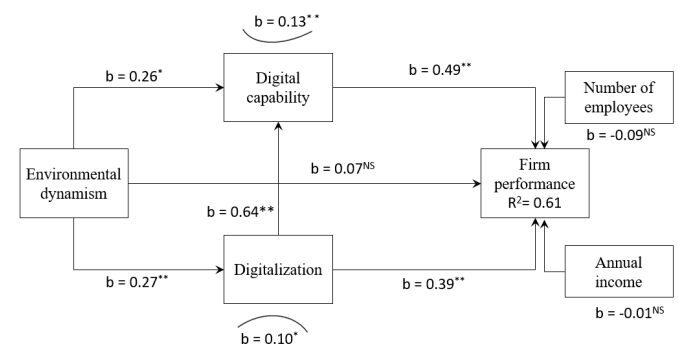 b = 0.13**
b = 0.26*
Digital
capability
b = 0.49**
Number of
employees
b = -0.09NS
Environmental
dynamism
b = 0.07NS
Firm
performance
R2= 0.61
b = 0.64**
Digitalization
b = 0.27**
b = 0.39**
Annual
income
b = -0.01NS
b = 0.10*